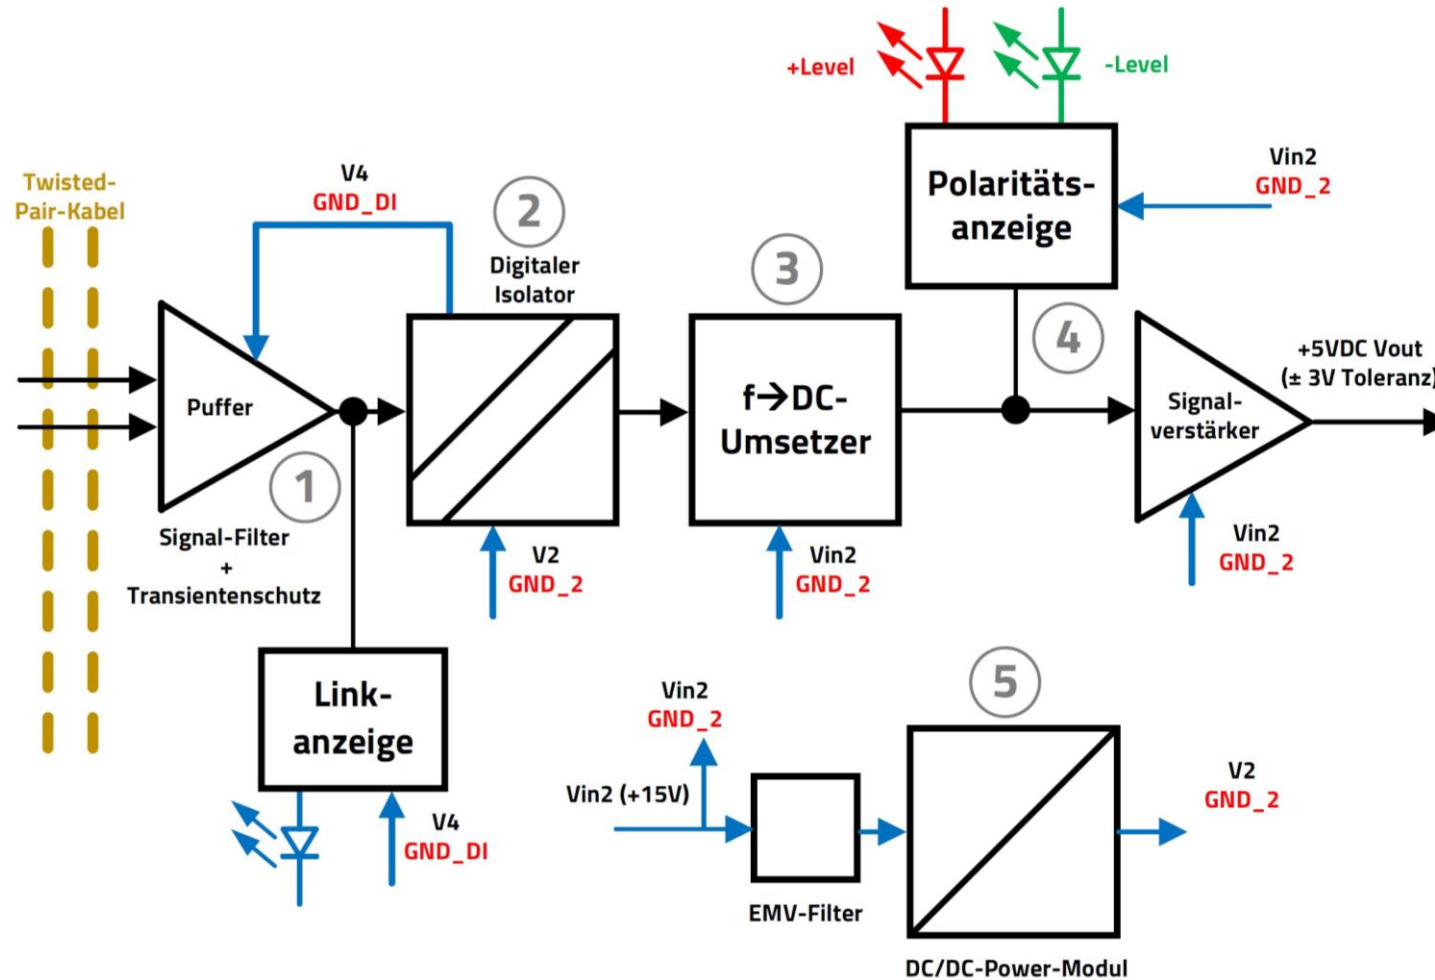 +Level
-Level
Polaritäts-
anzeige
Vin2
GND_2
Twisted-
Pair-Kabel
V4
GND_DI
2
Digitaler
Isolator
3
4
Puffer
f→DC-
Umsetzer
Signal-
verstärker
+5VDC Vout
(± 3V Toleranz)
1
Signal-Filter
+
Transientenschutz
V2
GND_2
Vin2
GND_2
Vin2
GND_2
Link-
anzeige
V4
GND_DI
5
Vin2
GND_2
Vin2 (+15V)
EMV-Filter
V2
GND_2
DC/DC-Power-Modul